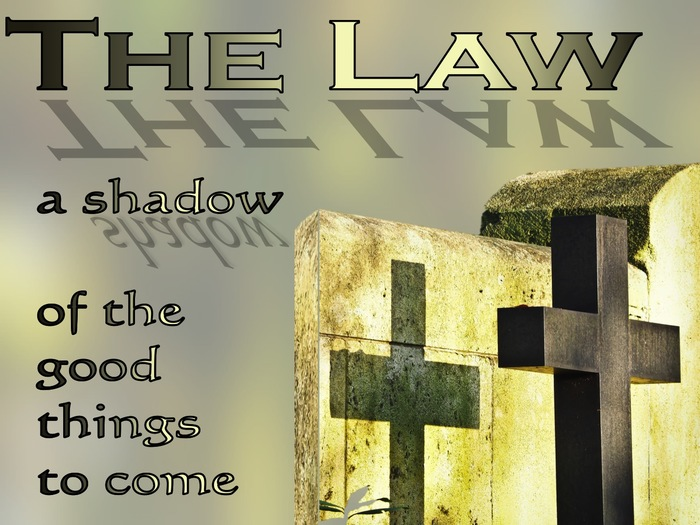 The Law
a shadow
of the
good
things
to come